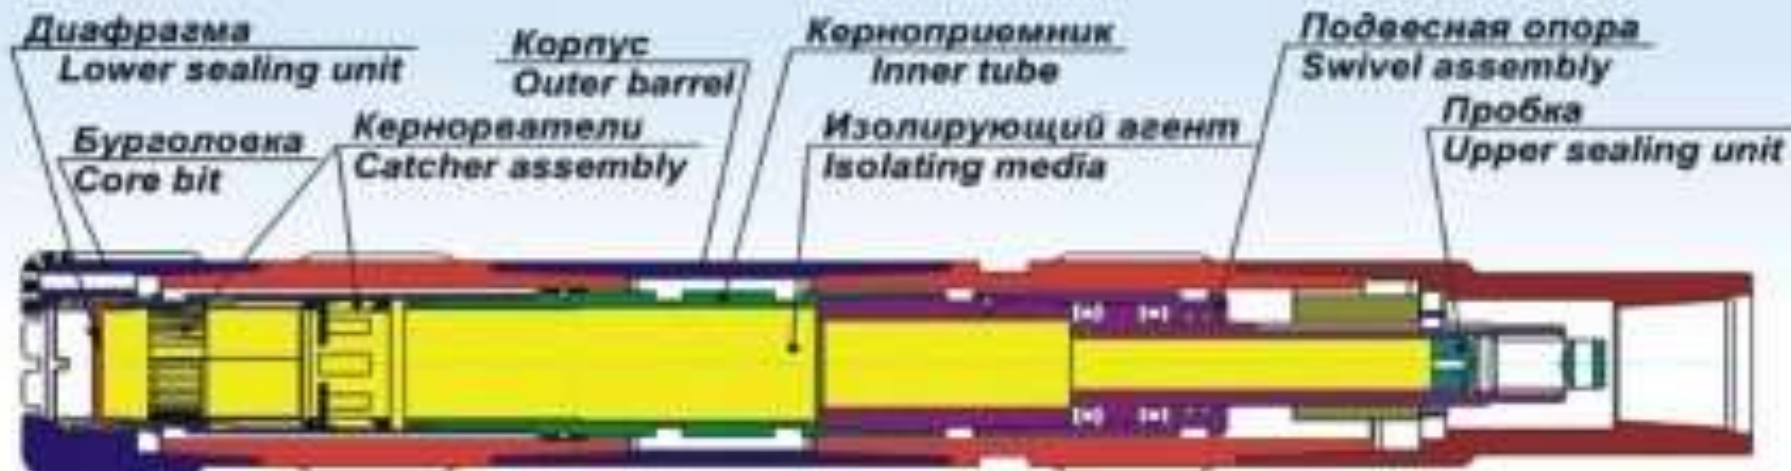 Диафрагма
Lower sealing unit
Корпус
Outer barrel
Керноприемник
Inner tube
Подвесная опора
Swivel assembly
Бурголовка
Core bit
Кернорватели
Catcher assembly
Изолирующий агент
Isolating media
Пробка
Upper sealing unit